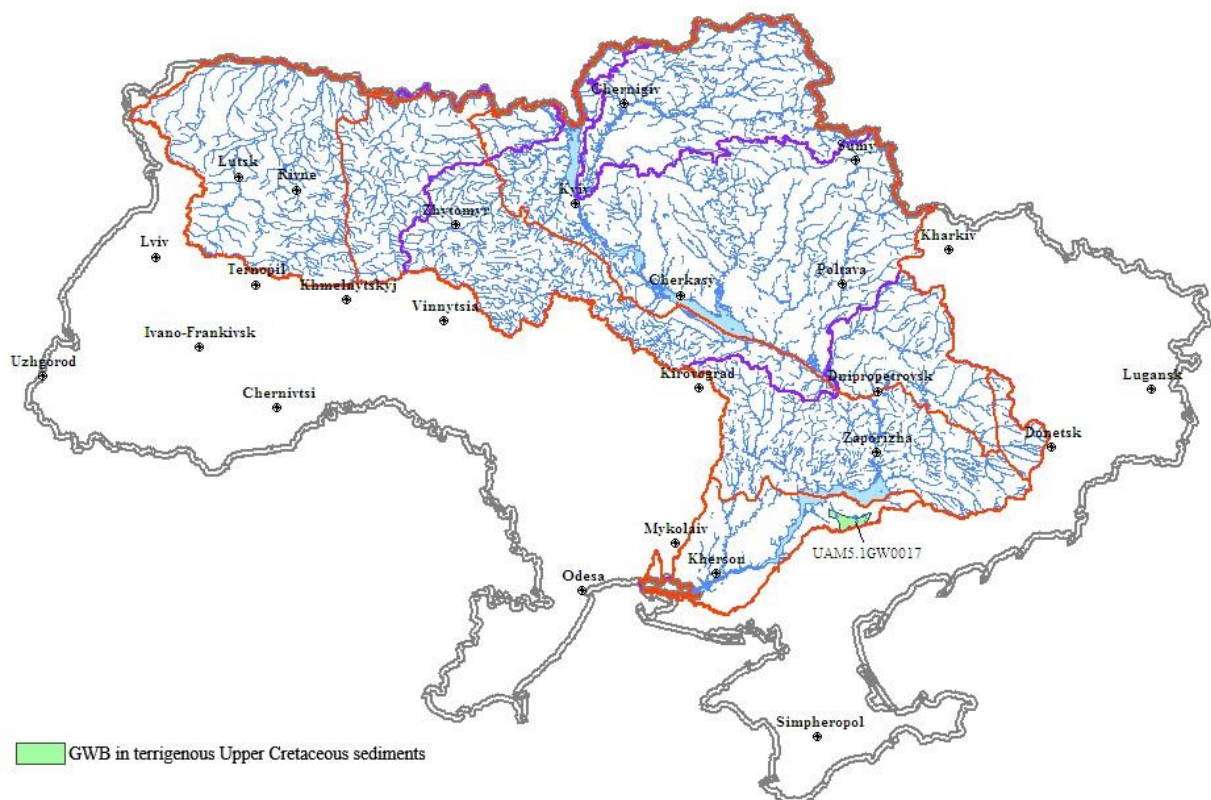 Chernigiv
Sumy
Lutsk
Rivne
Kyiv
Zhytomyr
Kharkiv
Lviv
Ternopil
Poltava
Khmelnytskyj
Cherkasy
Vinnytsia
Ivano-Frankivsk
Uzhgorod
Kirovograd
Dnipropetrovsk
Lugansk
Chernivtsi
Zaporizha
Donetsk
Mykolaiv
UAM5.1GW0017
Kherson
Odesa
Simpheropol
GWB in terrigenous Upper Cretaceous sediments